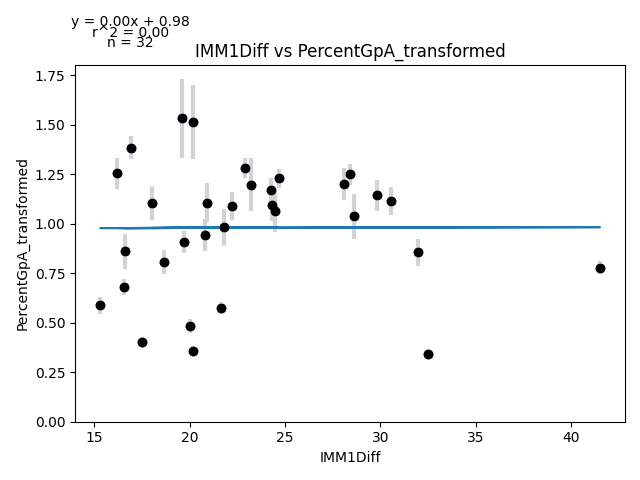 y = 0.00x + 0.98
r^2 = 0.00
n = 32
IMM1Diff vs PercentGpA_transformed
1.75
1.50
1.25
1.00
0.75
0.50
0.25
0.00
PercentGpA_transformed
15 20 25 30 35 40
IMM1Diff